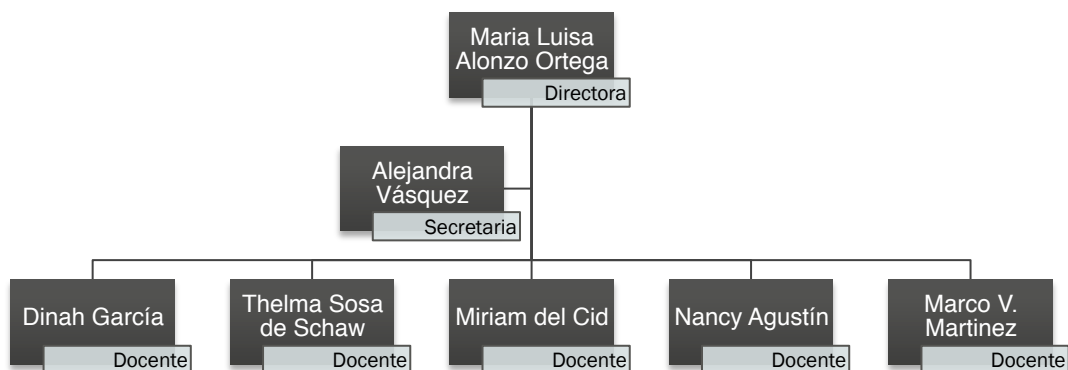 Maria Luisa
Alonzo Ortega
Directora
Alejandra
Vásquez
Secretaria
Dinah García
Docente
Thelma Sosa
de Schaw
Docente
Miriam del Cid
Docente
Nancy Agustín
Docente
Marco V.
Martinez
Docente